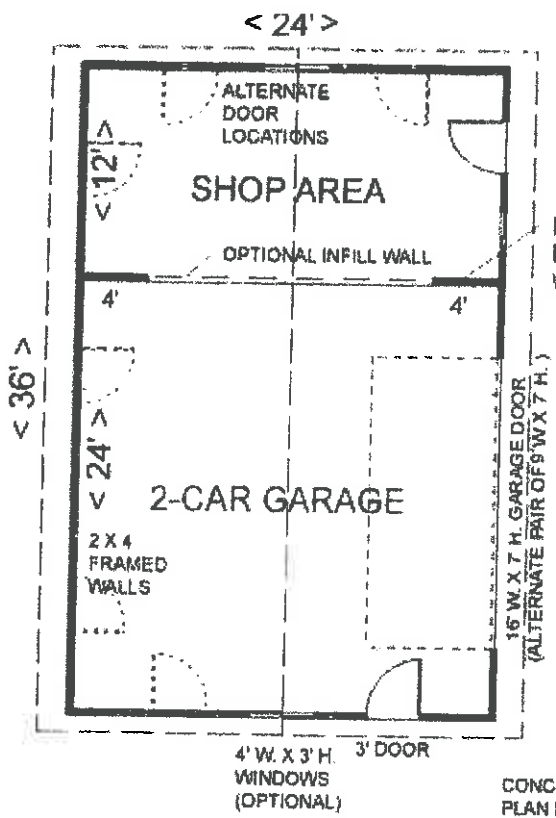 < 24' >
ALTERNATE
DOOR
LOCATIONS
< 12' >
SHOP AREA
OPTIONAL INFILL WALL
4'
4'
< 36' >
< 24' >
2-CAR GARAGE
2 X 4
FRAMED
WALLS
16' W. X 7' H. GARAGE DOOR
(ALTERNATE PAIR OF 9' W X 7' H.)
4' W. X 3' H.
WINDOWS
(OPTIONAL)
3' DOOR
CONC
PLAN